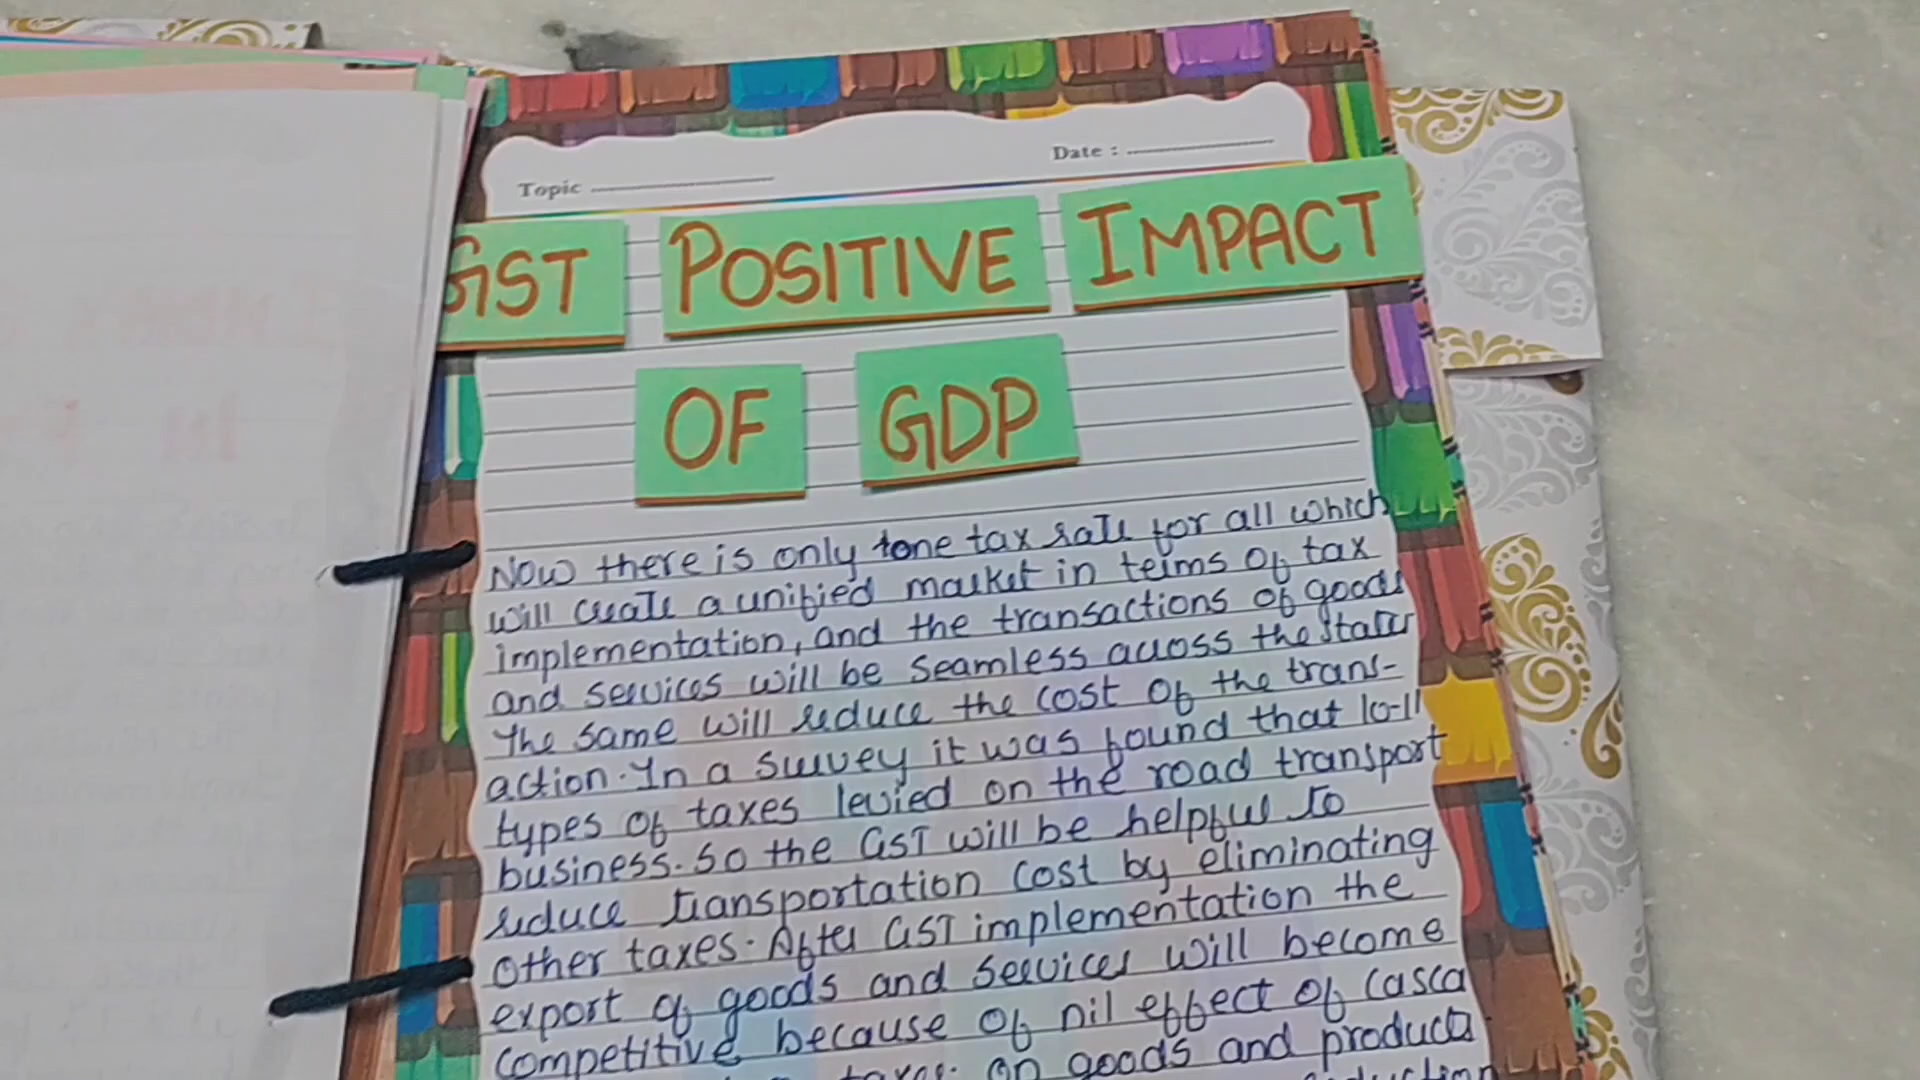 Topic
Date :
GST POSITIVE IMPACT
OF GDP
Now there is only tone tax rate for all which
will create a unified market in terms of tax
implementation, and the transactions of goods
and services will be seamless across the states
The same will reduce the cost of the trans-
action. In a survey it was found that 10-11
types of taxes levied on the road transport
business. So the GST will be helpful to
reduce transportation cost by eliminating
other taxes. After GST implementation the
export of goods and services will become
competitive because of nil effect of casca
taxes. on goods and products